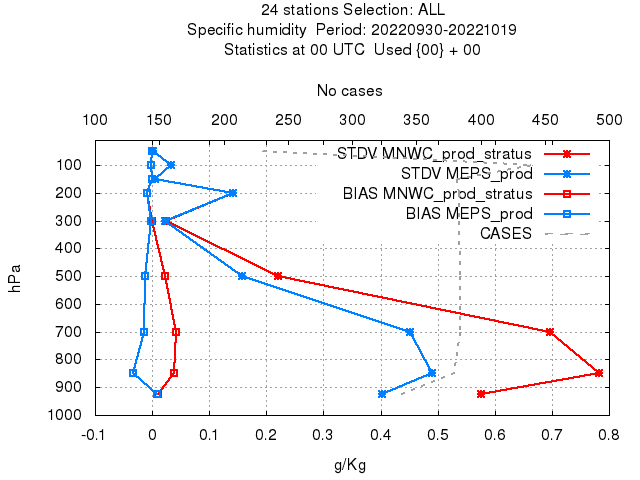 24 stations Selection: ALL
Specific humidity  Period: 20220930-20221019
Statistics at 00 UTC  Used {00} + 00
No cases
100 150 200 250 300 350 400 450 500
STDV MNWC_prod_stratus
STDV MEPS_prod
BIAS MNWC_prod_stratus
BIAS MEPS_prod
CASES
hPa
100
200
300
400
500
600
700
800
900
1000
-0.1 0 0.1 0.2 0.3 0.4 0.5 0.6 0.7 0.8
g/Kg